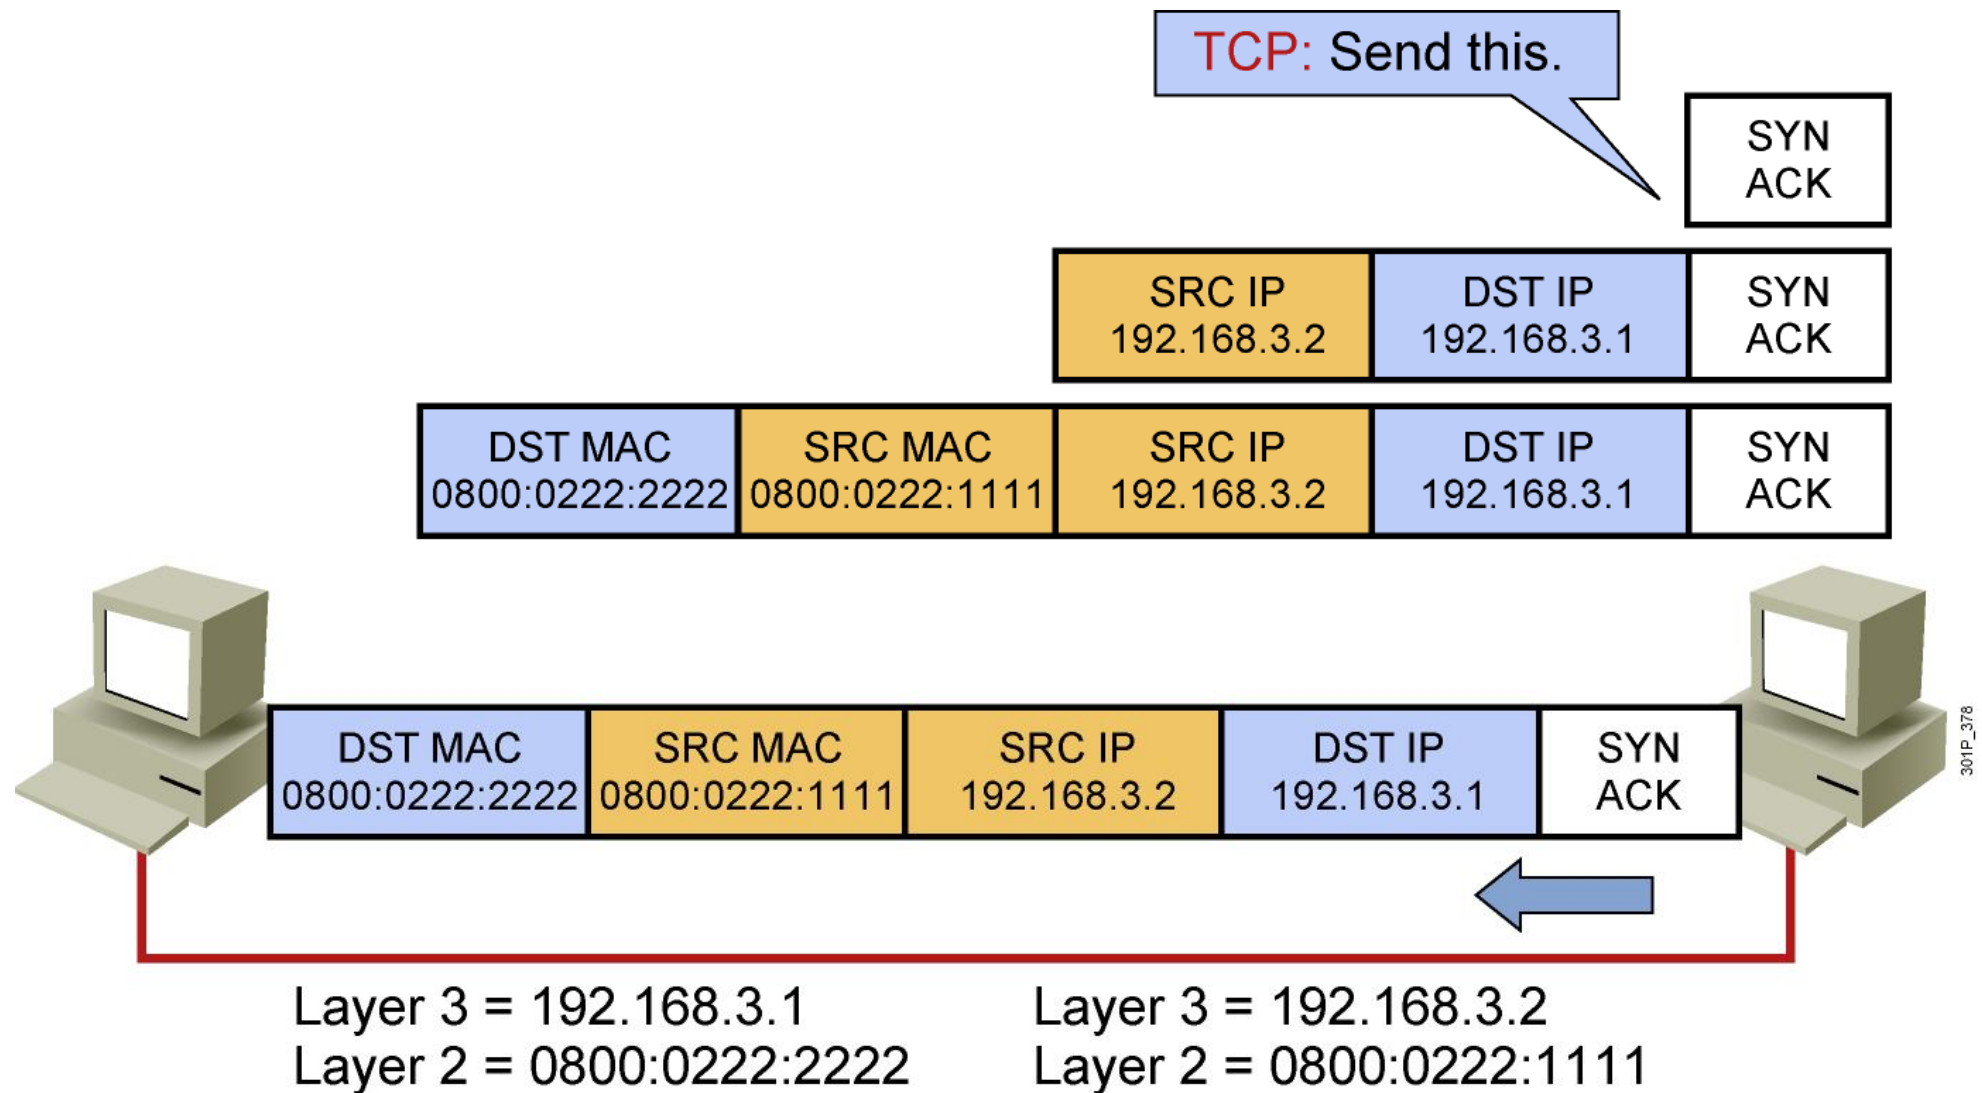 TCP: Send this.
SYN
ACK
SRC IP
192.168.3.2
DST IP
192.168.3.1
SYN
ACK
DST MAC
0800:0222:2222
SRC MAC
0800:0222:1111
SRC IP
192.168.3.2
DST IP
192.168.3.1
SYN
ACK
DST MAC
0800:0222:2222
SRC MAC
0800:0222:1111
SRC IP
192.168.3.2
DST IP
192.168.3.1
SYN
ACK
301P_378
Layer 3 = 192.168.3.1
Layer 2 = 0800:0222:2222
Layer 3 = 192.168.3.2
Layer 2 = 0800:0222:1111